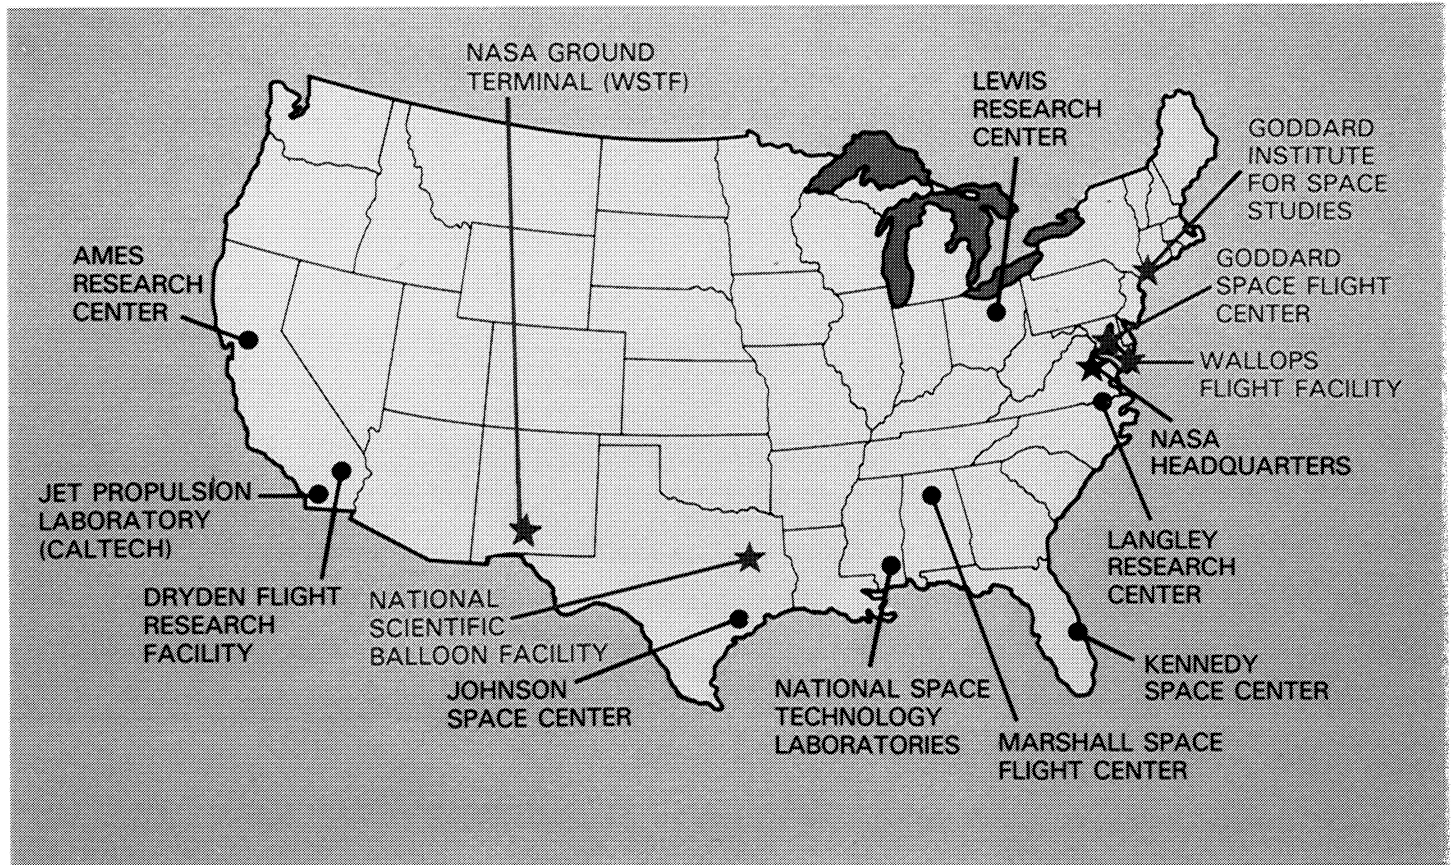 NASA GROUND
TERMINAL (WSTF)
LEWIS
RESEARCH
CENTER
GODDARD
INSTITUTE
FOR SPACE
STUDIES
AMES
RESEARCH
CENTER
GODDARD
SPACE FLIGHT
CENTER
WALLOPS
FLIGHT FACILITY
NASA
HEADQUARTERS
JET PROPULSION
LABORATORY
(CALTECH)
LANGLEY
RESEARCH
CENTER
DRYDEN FLIGHT
RESEARCH
FACILITY
NATIONAL
SCIENTIFIC
BALLOON FACILITY
JOHNSON
SPACE CENTER
NATIONAL SPACE
TECHNOLOGY
LABORATORIES
KENNEDY
SPACE CENTER
MARSHALL SPACE
FLIGHT CENTER